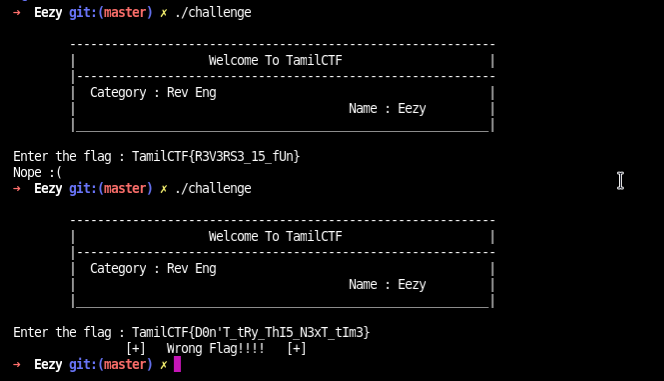 → Eezy git:(master) ✗ ./challenge
---------------------------------------------------------
| Welcome To TamilCTF |
|---------------------------------------------------------
| Category : Rev Eng |
| Name : Eezy |
|_______________________________________________________|
Enter the flag : TamilCTF{R3V3RS3_15_fUn}
Nope :(
→ Eezy git:(master) ✗ ./challenge
---------------------------------------------------------
| Welcome To TamilCTF |
|---------------------------------------------------------
| Category : Rev Eng |
| Name : Eezy |
|_______________________________________________________|
Enter the flag : TamilCTF{D0n'T_tRy_ThI5_N3xT_tIm3}
[+] Wrong Flag!!!! [+]
→ Eezy git:(master) ✗